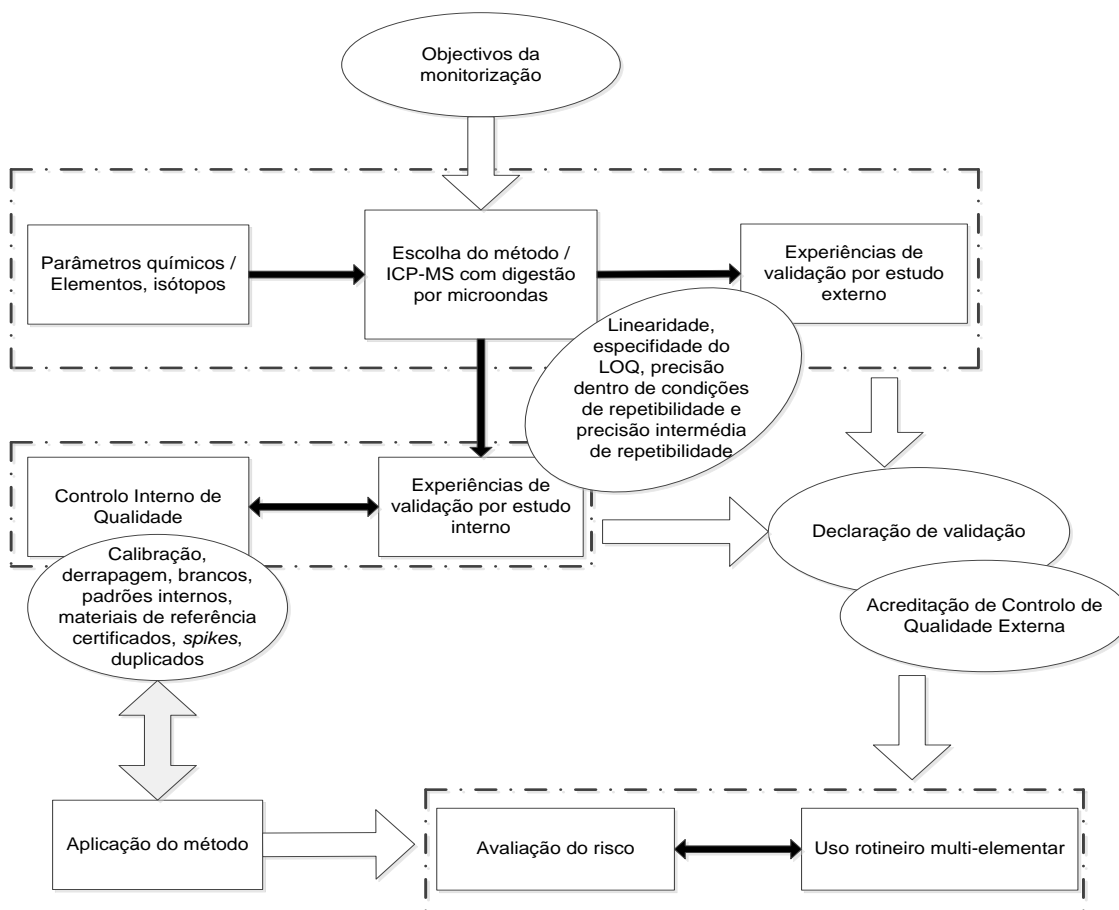 Objectivos da
monitorização
Parâmetros químicos /
Elementos, isótopos
Escolha do método /
ICP-MS com digestão
por microondas
Experiências de
validação por estudo
externo
Linearidade,
especifidade do
LOQ, precisão
dentro de condições
de repetibilidade e
precisão intermédia
de repetibilidade
Controlo Interno de
Qualidade
Experiências de
validação por estudo
interno
Calibração,
derrapagem, brancos,
padrões internos,
materiais de referência
certificados, spikes,
duplicados
Declaração de validação
Acreditação de Controlo de
Qualidade Externa
Aplicação do método
Avaliação do risco
Uso rotineiro multi-elementar